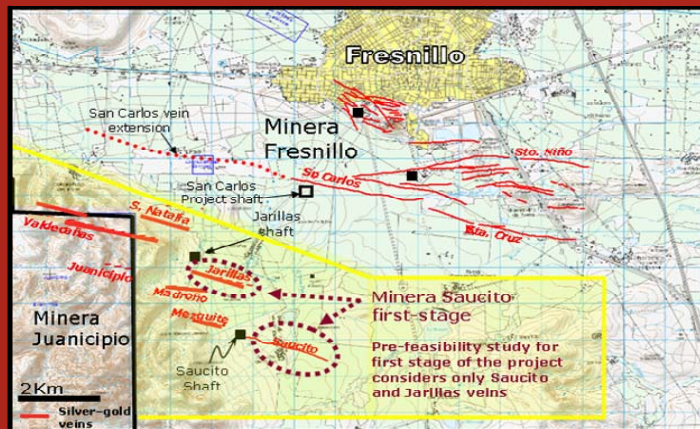 Fresnillo
San Carlos vein
extension
Minera
Fresnillo
Sto. Niño
Sn Carlos
San Carlos
Project shaft
Jarillas
shaft
Sta. Cruz
S. Natalia
Valdecañas
Juanicipio
Jarillas
Madroño
Mezquite
Saucito
Minera
Juanicipio
Saucito
Shaft
2Km
Silver-gold
veins
Minera Saucito
first-stage
Pre-feasibility study for
first stage of the project
considers only Saucito
and Jarillas veins